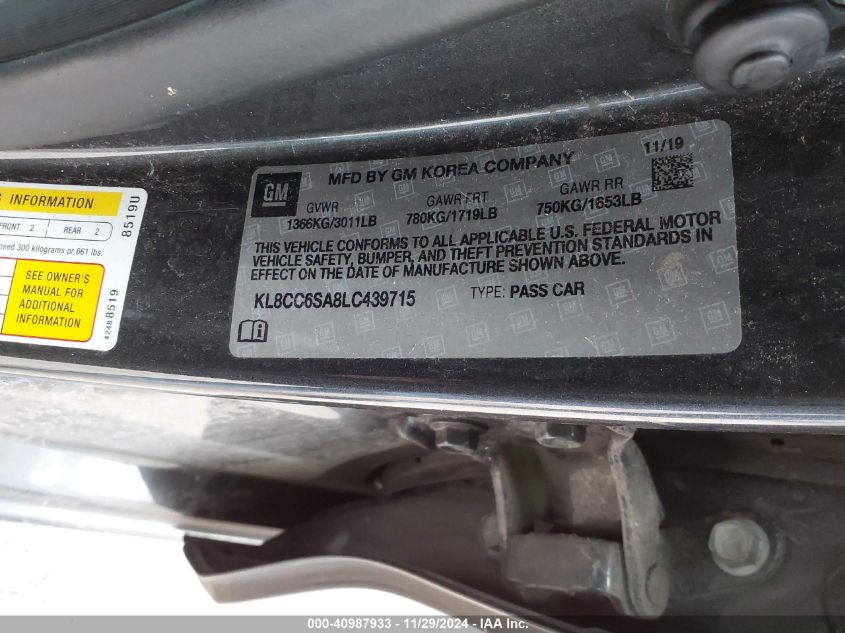 S INFORMATION
FRONT 2 REAR 2
ceed 300 kilograms or 661 lbs.
SEE OWNER'S
MANUAL FOR
ADDITIONAL
INFORMATION
8519U
42488519
GM
MFD BY GM KOREA COMPANY
11/19
GVWR GAWR FRT GAWR RR
1366KG/3011LB 780KG/1719LB 750KG/1653LB
THIS VEHICLE CONFORMS TO ALL APPLICABLE U.S. FEDERAL MOTOR
VEHICLE SAFETY, BUMPER, AND THEFT PREVENTION STANDARDS IN
EFFECT ON THE DATE OF MANUFACTURE SHOWN ABOVE.
KL8CC6SA8LC439715 TYPE: PASS CAR
000-40987933 - 11/29/2024 - IAA Inc.